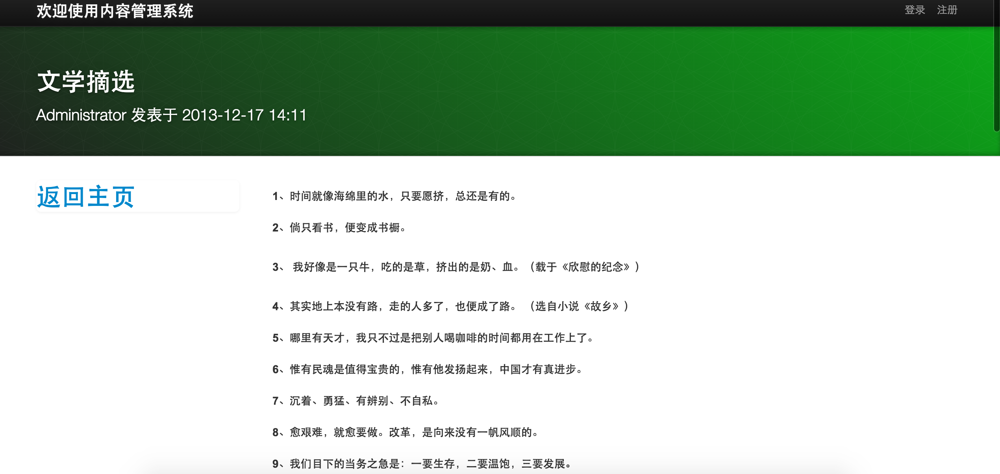 欢迎使用内容管理系统 登录 注册
文学摘选
Administrator 发表于 2013-12-17 14:11
返回主页
1、时间就像海绵里的水，只要愿挤，总还是有的。
2、倘只看书，便变成书橱。
3、 我好像是一只牛，吃的是草，挤出的是奶、血。（载于《欣慰的纪念》）
4、其实地上本没有路，走的人多了，也便成了路。 （选自小说《故乡》）
5、哪里有天才，我只不过是把别人喝咖啡的时间都用在工作上了。
6、惟有民魂是值得宝贵的，惟有他发扬起来，中国才有真进步。
7、沉着、勇猛、有辨别、不自私。
8、愈艰难，就愈要做。改革，是向来没有一帆风顺的。
9、我们目下的当务之急是：一要生存，二要温饱，三要发展。